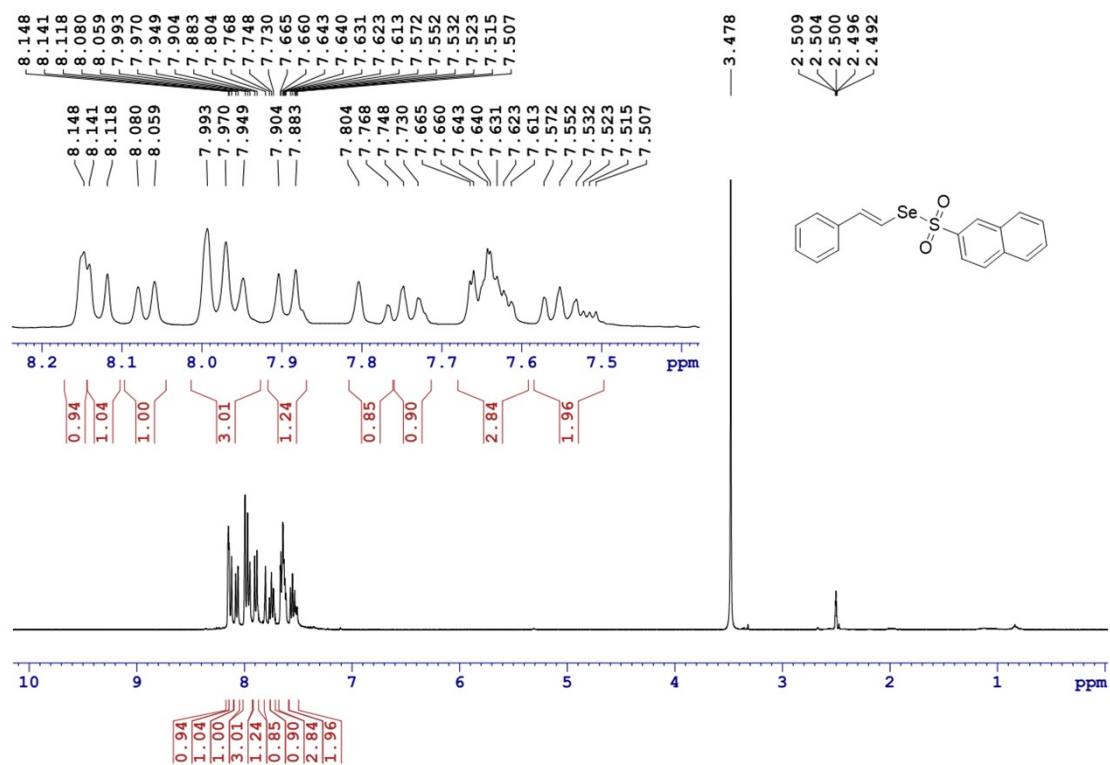 8.148 8.141 8.118 8.080 8.059 7.993 7.970 7.949 7.904 7.883 7.804 7.768 7.748 7.730 7.665 7.660 7.643 7.640 7.631 7.623 7.613 7.572 7.552 7.532 7.523 7.515 7.507
3.478
2.509 2.504 2.500 2.496 2.492
8.148 8.141 8.118 8.080 8.059 7.993 7.970 7.949 7.904 7.883 7.804 7.768 7.748 7.730 7.665 7.660 7.643 7.640 7.631 7.623 7.613 7.572 7.552 7.532 7.523 7.515 7.507
O
Se
S
O
8.2 8.1 8.0 7.9 7.8 7.7 7.6 7.5 ppm
0.94 1.04 1.00 3.01 1.24 0.85 0.90 2.84 1.96
10 9 8 7 6 5 4 3 2 1 ppm
0.94 1.04 1.00 3.01 1.24 0.85 0.90 2.84 1.96